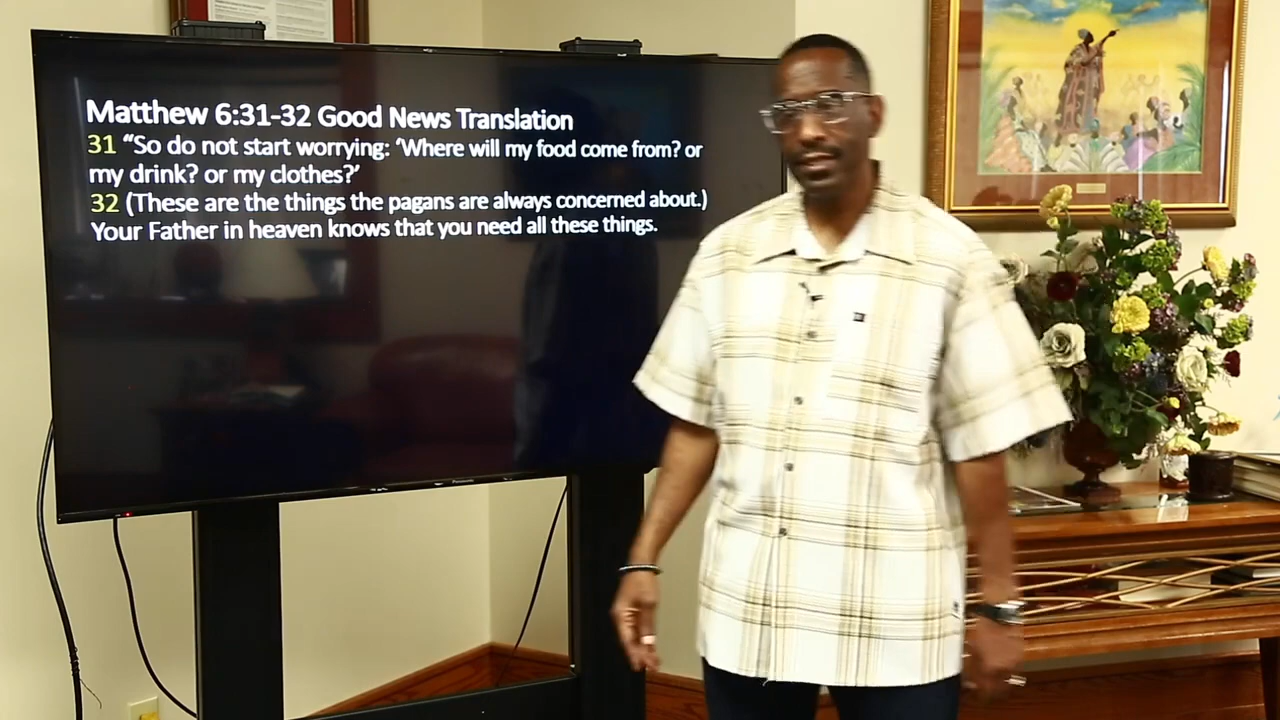 Matthew 6:31-32 Good News Translation
31 “So do not start worrying: ‘Where will my food come from? or
my drink? or my clothes?’
32 (These are the things the pagans are always concerned about.)
Your Father in heaven knows that you need all these things.
Panasonic